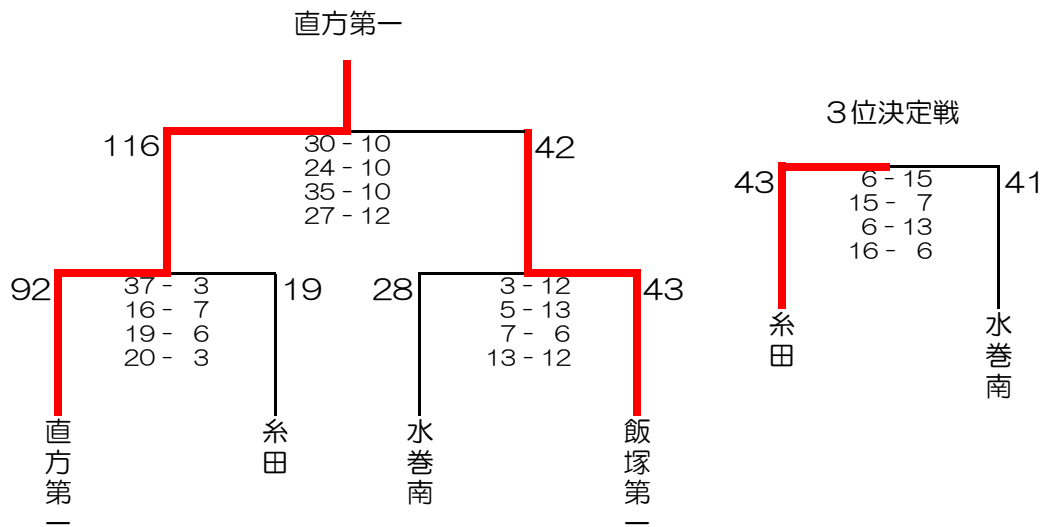 直方第一
3位決定戦
116
30 - 10
24 - 10
35 - 10
27 - 12
42
43
6 - 15
15 - 7
6 - 13
16 - 6
41
92
37 - 3
16 - 7
19 - 6
20 - 3
19
28
3 - 12
5 - 13
7 - 6
13 - 12
43
糸田
水巻南
直方第一
糸田
水巻南
飯塚第一